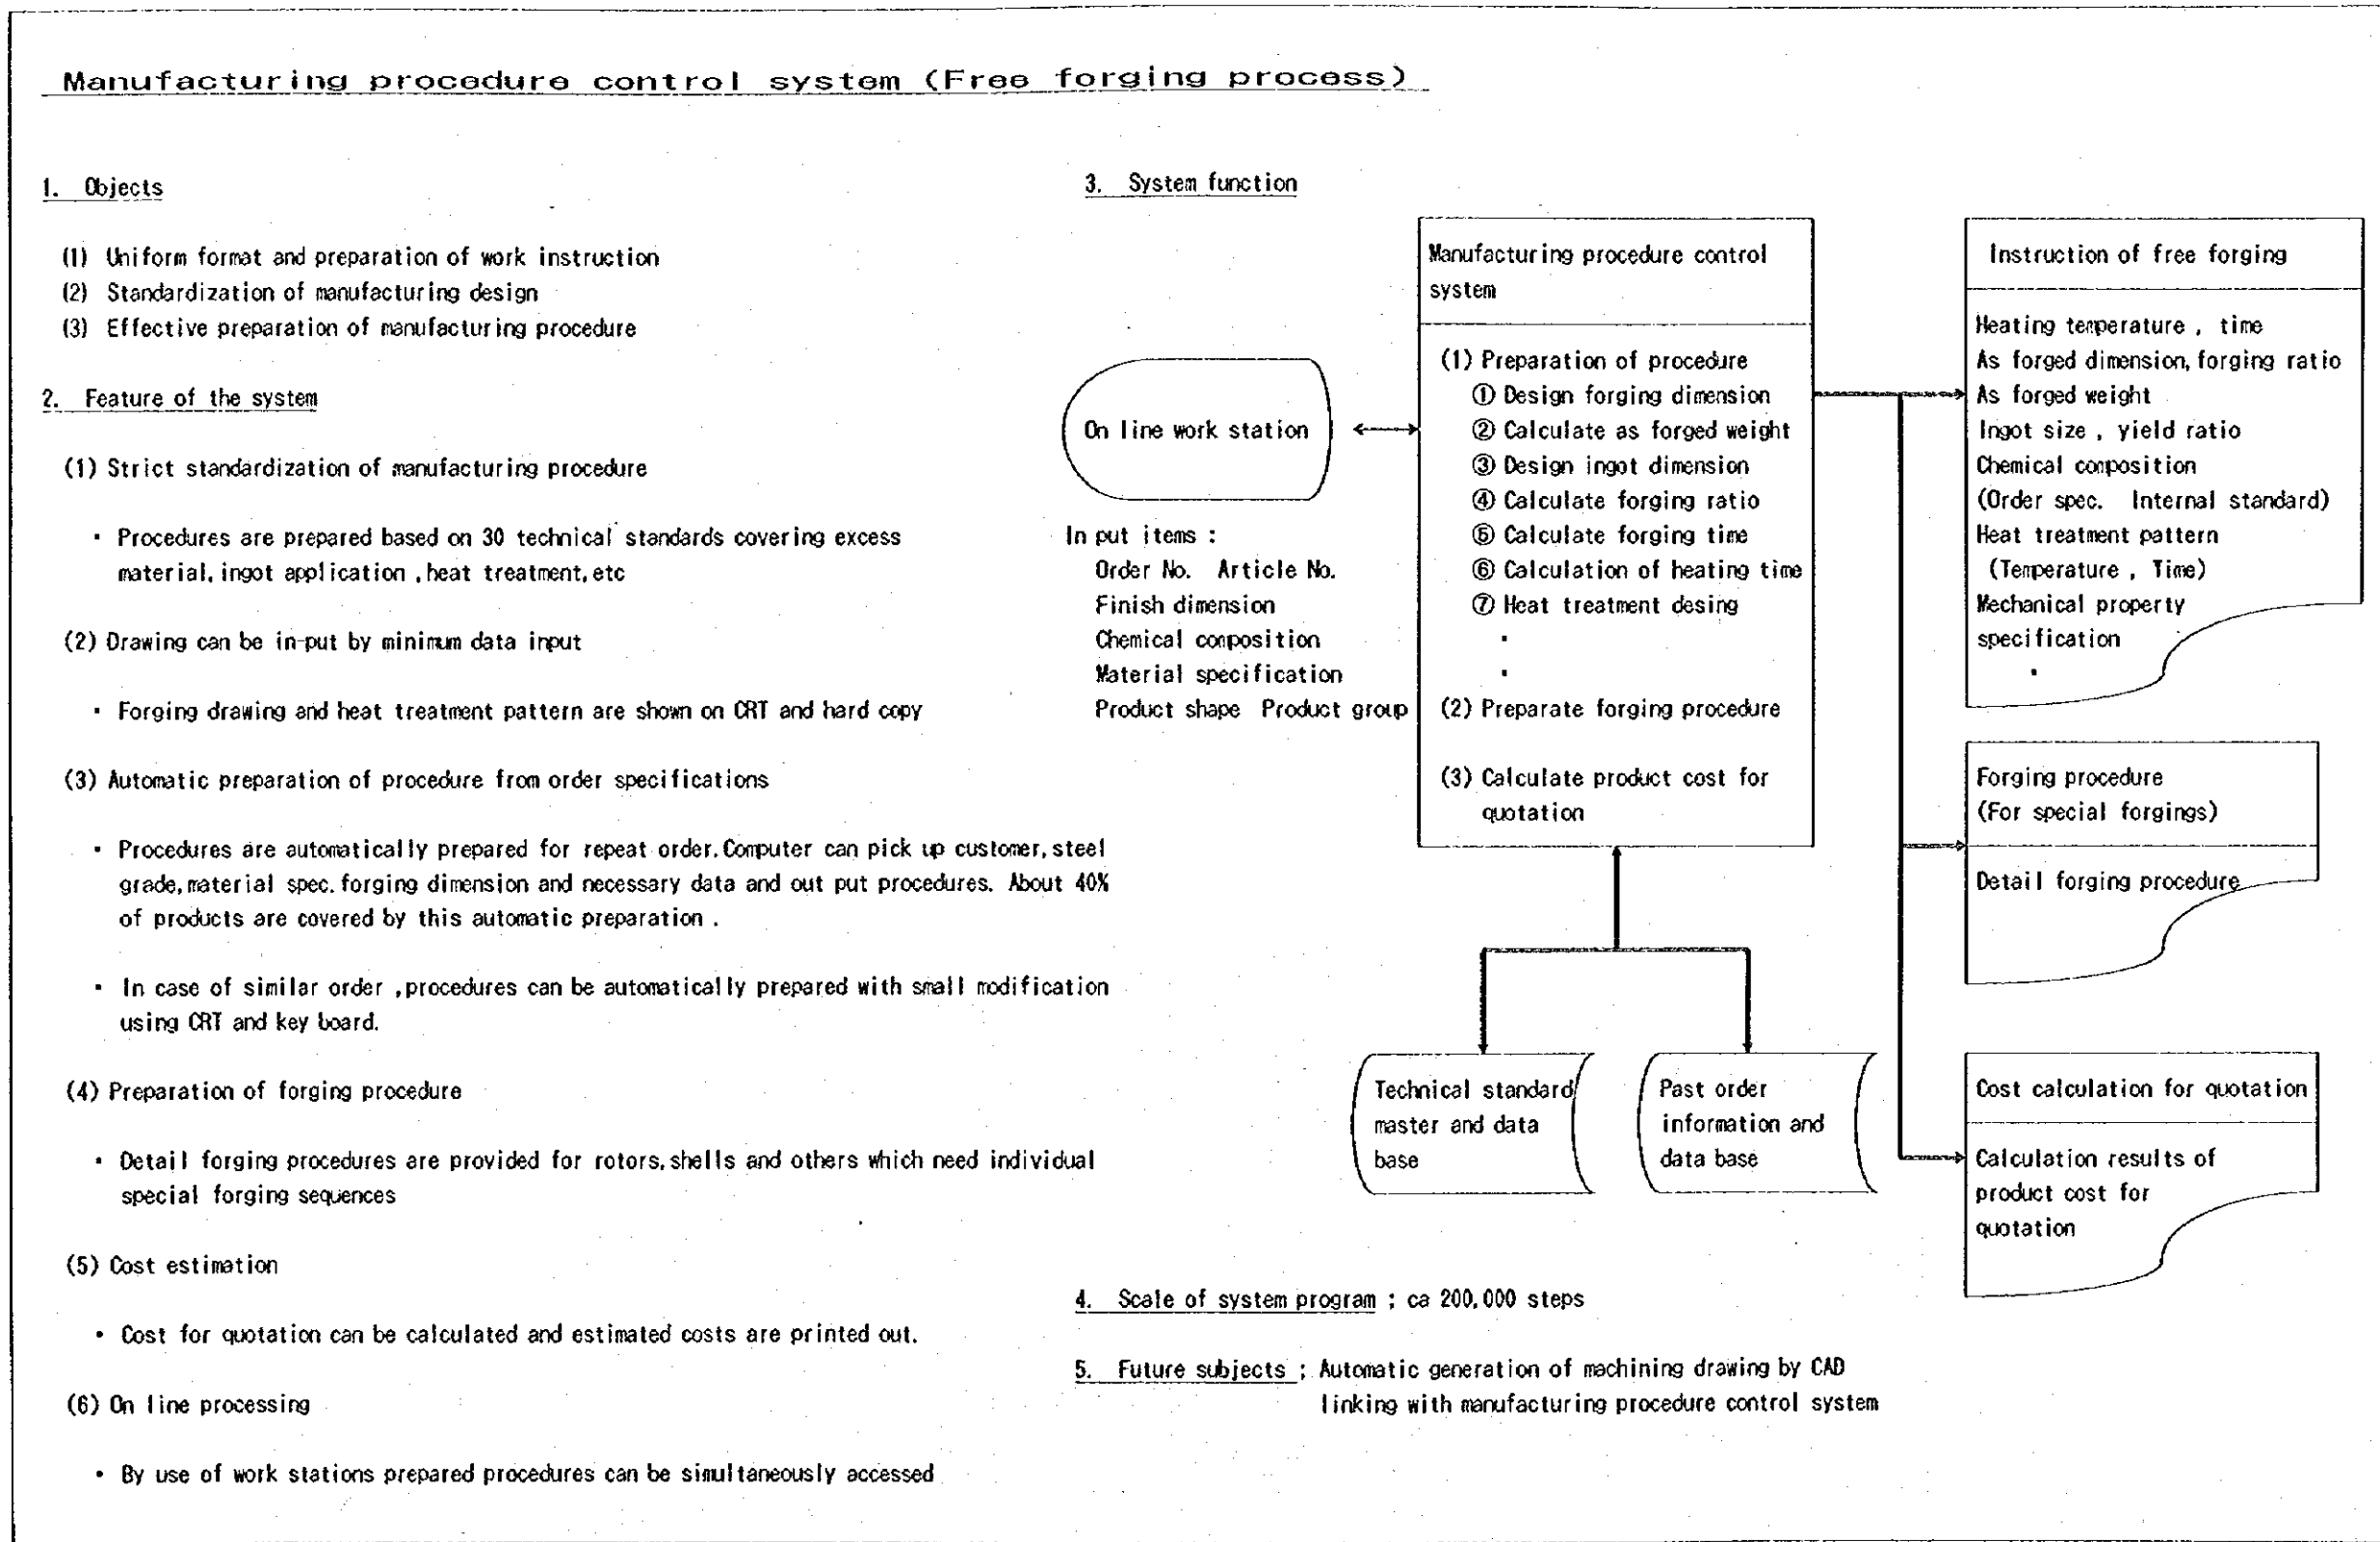 Manufacturing procedure control system (Free forging process)
1. Objects
(1) Uniform format and preparation of work instruction
(2) Standardization of manufacturing design
(3) Effective preparation of manufacturing procedure
2. Feature of the system
(1) Strict standardization of manufacturing procedure
・ Procedures are prepared based on 30 technical standards covering excess
material, ingot application , heat treatment, etc
(2) Drawing can be in-put by minimum data input
・ Forging drawing and heat treatment pattern are shown on CRT and hard copy
(3) Automatic preparation of procedure from order specifications
・ Procedures are automatically prepared for repeat order. Computer can pick up customer, steel
grade, material spec. forging dimension and necessary data and out put procedures. About 40%
of products are covered by this automatic preparation .
・ In case of similar order , procedures can be automatically prepared with small modification
using CRT and key board.
(4) Preparation of forging procedure
・ Detail forging procedures are provided for rotors, shells and others which need individual
special forging sequences
(5) Cost estimation
・ Cost for quotation can be calculated and estimated costs are printed out.
(6) On line processing
・ By use of work stations prepared procedures can be simultaneously accessed
3. System function
On line work station
In put items :
Order No. Article No.
Finish dimension
Chemical composition
Material specification
Product shape Product group
Manufacturing procedure control
system
(1) Preparation of procedure
① Design forging dimension
② Calculate as forged weight
③ Design ingot dimension
④ Calculate forging ratio
⑤ Calculate forging time
⑥ Calculation of heating time
⑦ Heat treatment desing
・
・
(2) Preparate forging procedure
(3) Calculate product cost for
quotation
Technical standard
master and data
base
Past order
information and
data base
Instruction of free forging
Heating temperature , time
As forged dimension, forging ratio
As forged weight
Ingot size , yield ratio
Chemical composition
(Order spec. Internal standard)
Heat treatment pattern
(Temperature , Time)
Mechanical property
specification
・
Forging procedure
(For special forgings)
Detail forging procedure
Cost calculation for quotation
Calculation results of
product cost for
quotation
4. Scale of system program ; ca 200,000 steps
5. Future subjects ; Automatic generation of machining drawing by CAD
linking with manufacturing procedure control system